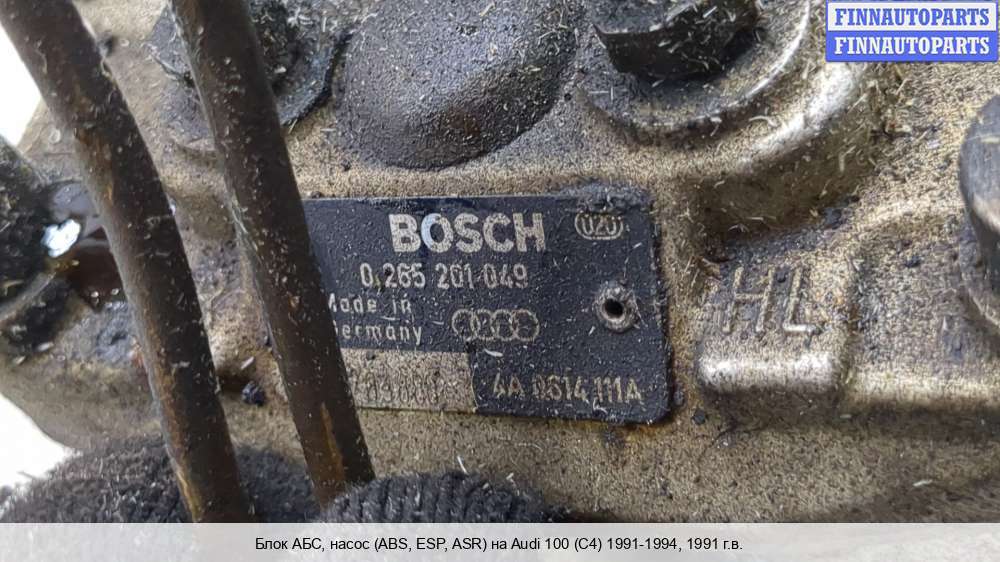 FINNAUTOPARTS
FINNAUTOPARTS
BOSCH 020
0 265 201 049
Made in
Germany
4A 0614 111A
HL
Блок АБС, насос (ABS, ESP, ASR) на Audi 100 (C4) 1991-1994, 1991 г.в.